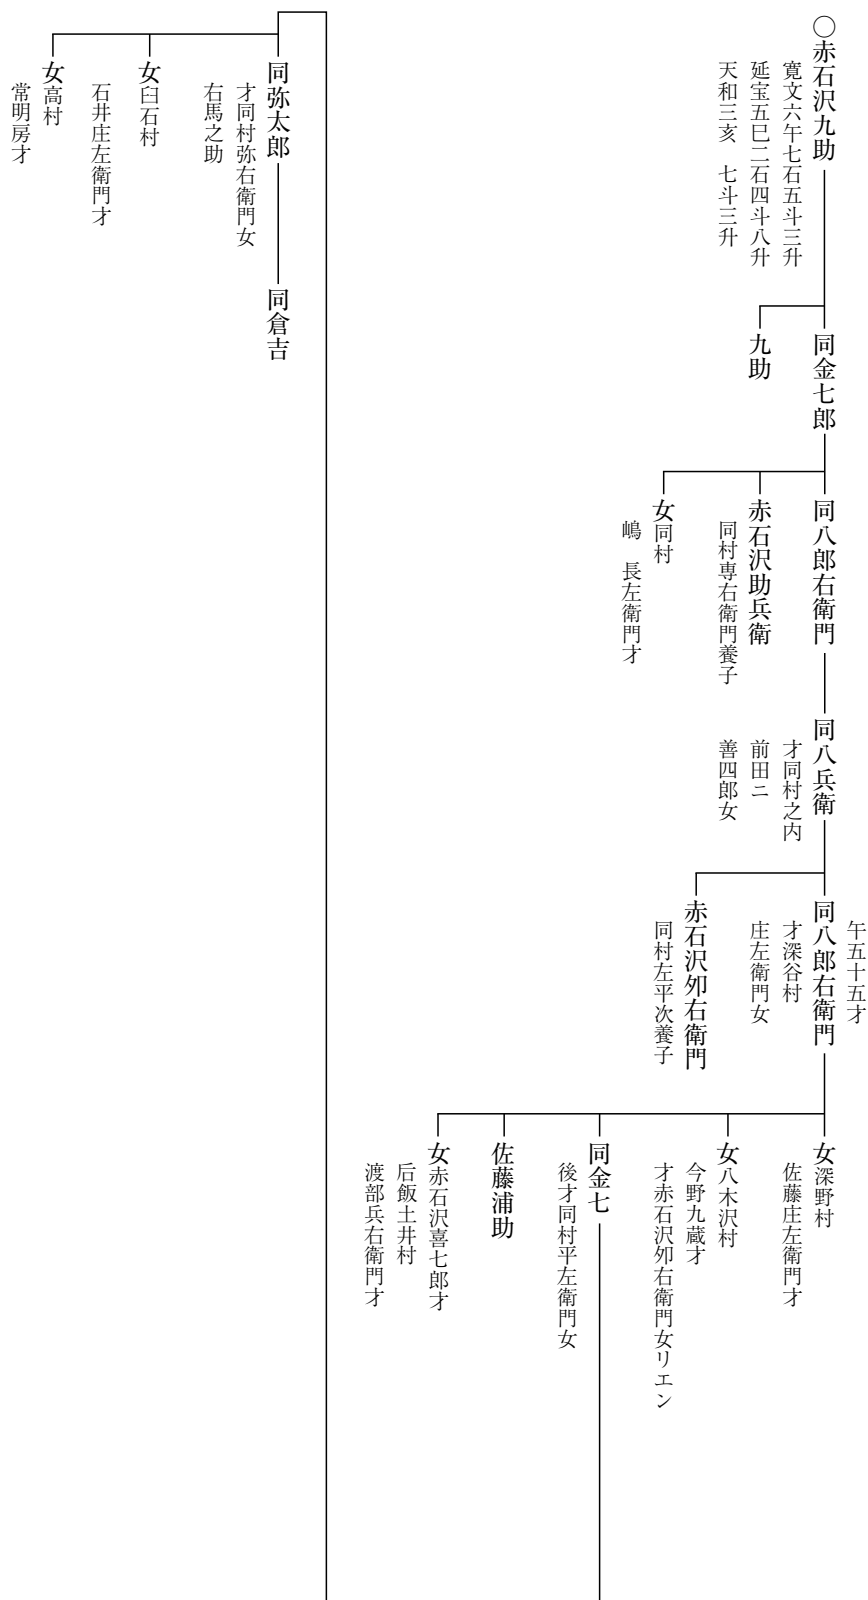 〇赤石沢九助
寛文六午七石五斗三升
延宝五巳二石四斗八升
天和三亥　七斗三升
同金七郎
九助
同八郎右衛門
赤石沢助兵衛
同村専右衛門養子
女同村
嶋　長左衛門才
同八兵衛
才同村之内
前田ニ
善四郎女
午五十五才
同八郎右衛門
才深谷村
庄左衛門女
赤石沢夘右衛門
同村左平次養子
女深野村
佐藤庄左衛門才
女八木沢村
今野九蔵才
才赤石沢夘右衛門女リエン
同金七
後才同村平左衛門女
佐藤浦助
女赤石沢喜七郎才
后飯土井村
渡部兵右衛門才
同弥太郎
才同村弥右衛門女
右馬之助
女臼石村
石井庄左衛門才
女高村
常明房才
同倉吉